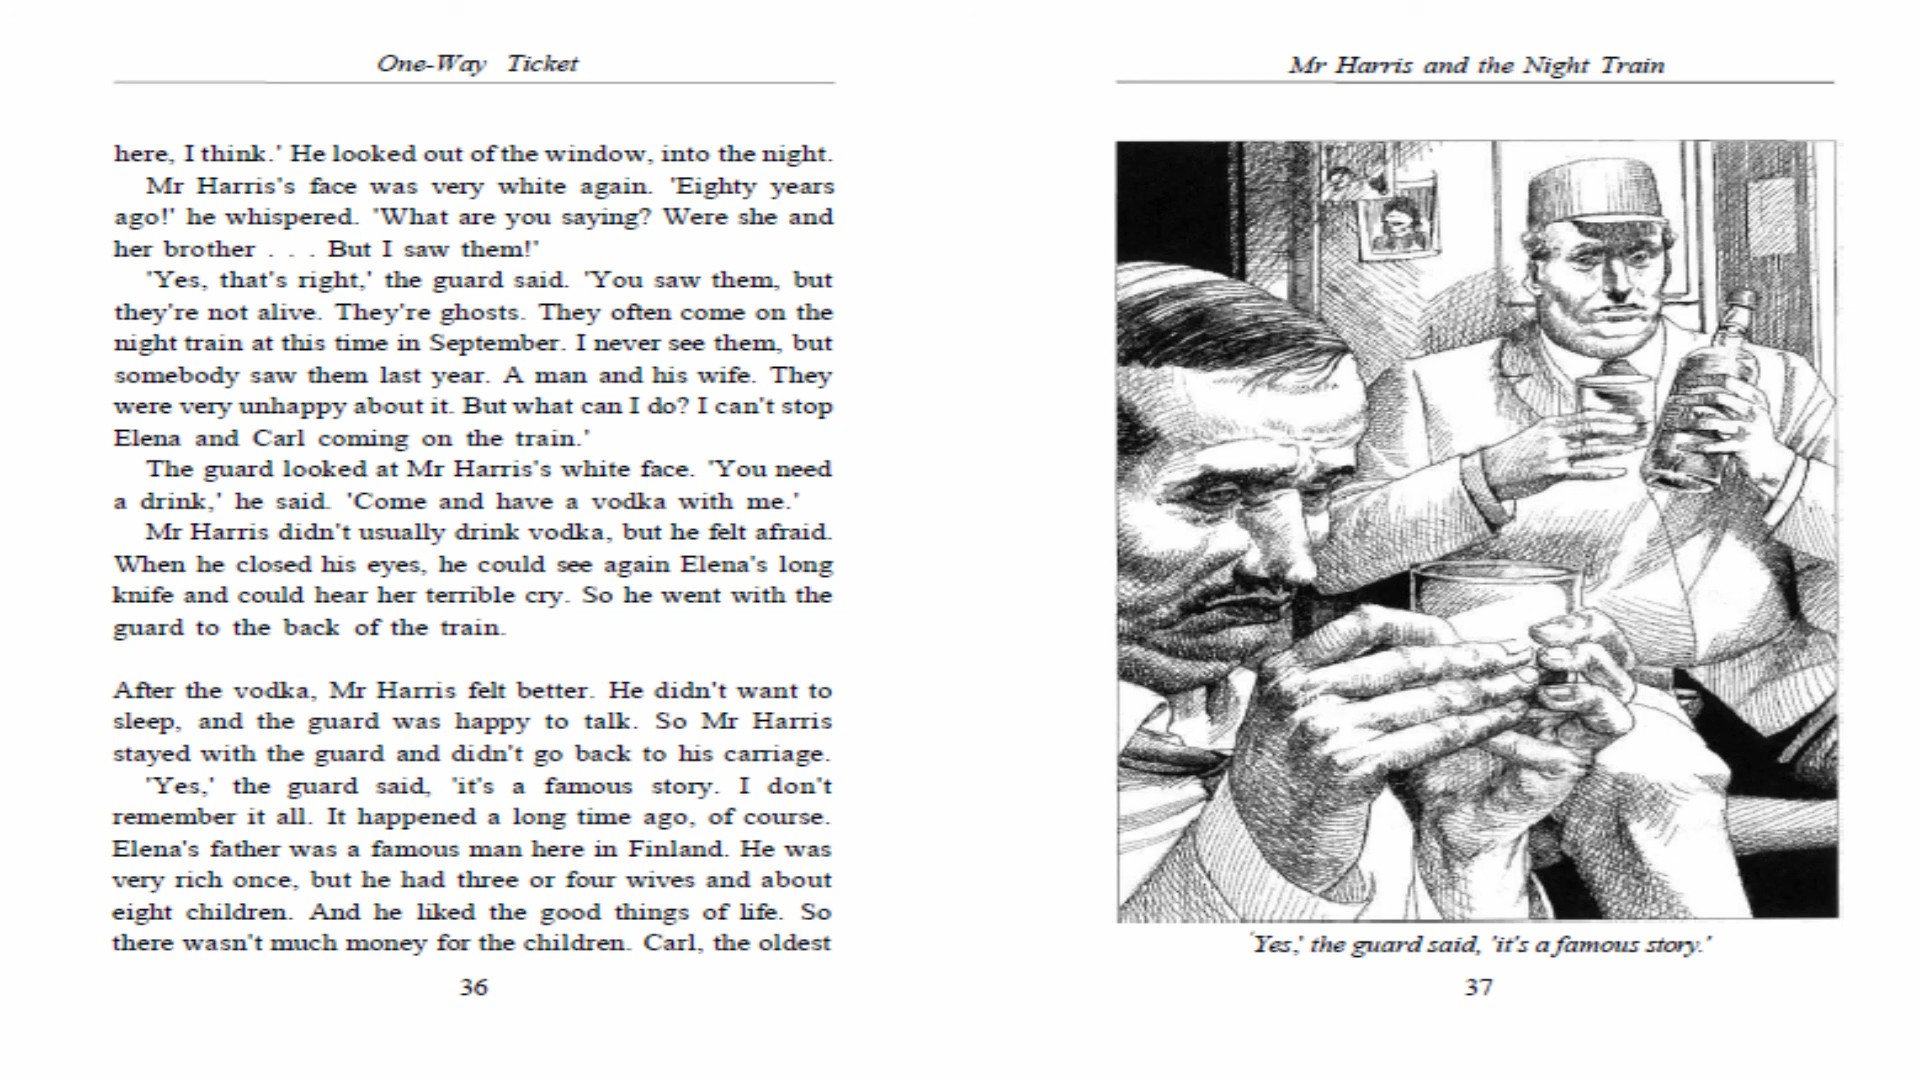 One-Way Ticket
here, I think.' He looked out of the window, into the night.
Mr Harris's face was very white again. 'Eighty years
ago!' he whispered. 'What are you saying? Were she and
her brother . . . But I saw them!'
'Yes, that's right,' the guard said. 'You saw them, but
they're not alive. They're ghosts. They often come on the
night train at this time in September. I never see them, but
somebody saw them last year. A man and his wife. They
were very unhappy about it. But what can I do? I can't stop
Elena and Carl coming on the train.'
The guard looked at Mr Harris's white face. 'You need
a drink,' he said. 'Come and have a vodka with me.'
Mr Harris didn't usually drink vodka, but he felt afraid.
When he closed his eyes, he could see again Elena's long
knife and could hear her terrible cry. So he went with the
guard to the back of the train.
After the vodka, Mr Harris felt better. He didn't want to
sleep, and the guard was happy to talk. So Mr Harris
stayed with the guard and didn't go back to his carriage.
'Yes,' the guard said, 'it's a famous story. I don't
remember it all. It happened a long time ago, of course.
Elena's father was a famous man here in Finland. He was
very rich once, but he had three or four wives and about
eight children. And he liked the good things of life. So
there wasn't much money for the children. Carl, the oldest
36
Mr Harris and the Night Train
'Yes,' the guard said, 'it's a famous story.'
37